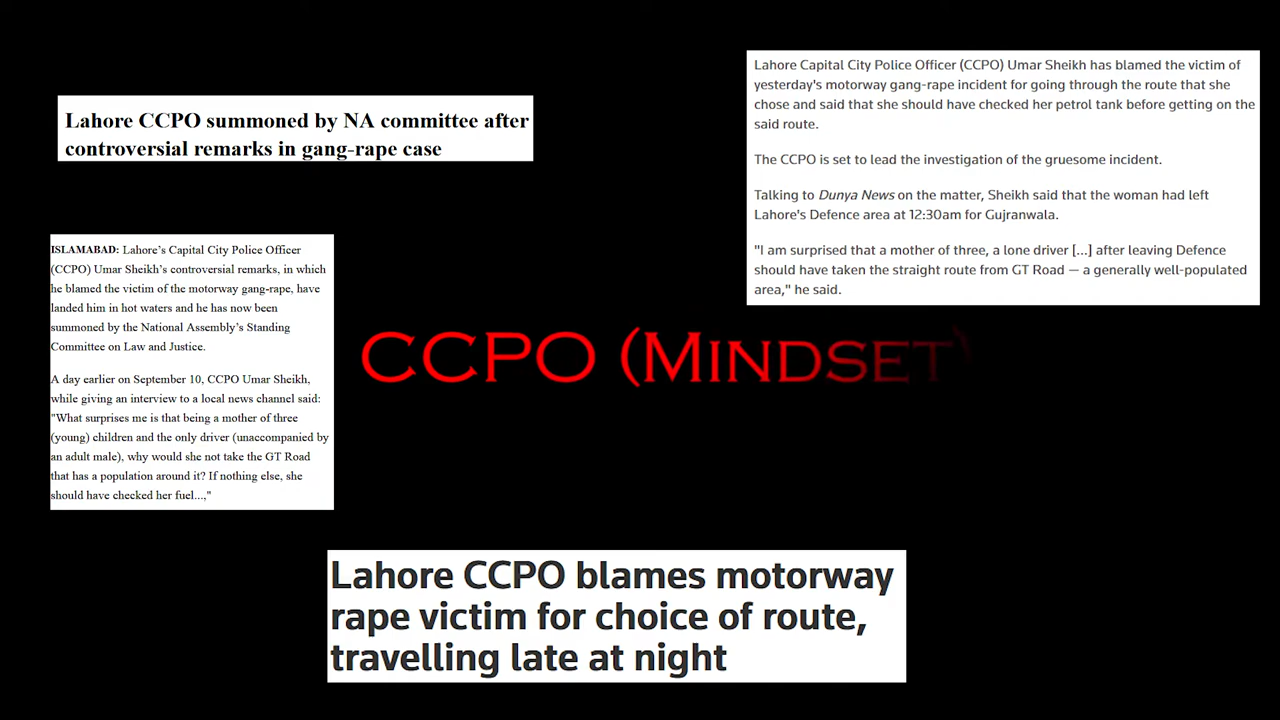 Lahore CCPO summoned by NA committee after
controversial remarks in gang-rape case
Lahore Capital City Police Officer (CCPO) Umar Sheikh has blamed the victim of
yesterday's motorway gang-rape incident for going through the route that she
chose and said that she should have checked her petrol tank before getting on the
said route.
The CCPO is set to lead the investigation of the gruesome incident.
Talking to Dunya News on the matter, Sheikh said that the woman had left
Lahore's Defence area at 12:30am for Gujranwala.
"I am surprised that a mother of three, a lone driver [...] after leaving Defence
should have taken the straight route from GT Road — a generally well-populated
area," he said.
ISLAMABAD: Lahore's Capital City Police Officer
(CCPO) Umar Sheikh's controversial remarks, in which
he blamed the victim of the motorway gang-rape, have
landed him in hot waters and he has now been
summoned by the National Assembly's Standing
Committee on Law and Justice.
A day earlier on September 10, CCPO Umar Sheikh,
while giving an interview to a local news channel said:
"What surprises me is that being a mother of three
(young) children and the only driver (unaccompanied by
an adult male), why would she not take the GT Road
that has a population around it? If nothing else, she
should have checked her fuel...,"
CCPO (Mindset)
Lahore CCPO blames motorway
rape victim for choice of route,
travelling late at night